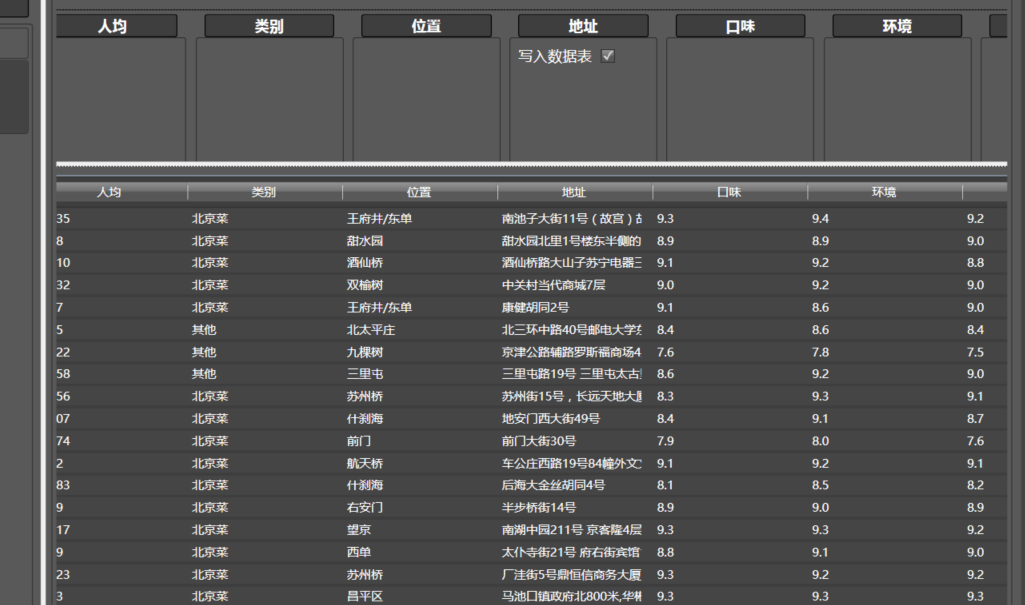 人均 类别 位置 地址 口味 环境
写入数据表
人均 类别 位置 地址 口味 环境
35 北京菜 王府井/东单 南池子大街11号（故宫） 9.3 9.4 9.2
8 北京菜 甜水园 甜水园北里1号楼东半侧的 8.9 8.9 9.0
10 北京菜 酒仙桥 酒仙桥路大山子苏宁电器三 9.1 9.2 8.8
32 北京菜 双榆树 中关村当代商城7层 9.0 9.2 9.0
7 北京菜 王府井/东单 康健胡同2号 9.1 8.6 9.0
5 其他 北太平庄 北三环中路40号邮电大学 8.4 8.6 8.4
22 其他 九棵树 京津公路辅路罗斯福商场4 7.6 7.8 7.5
58 其他 三里屯 三里屯路19号 三里屯太古 8.6 9.2 9.0
56 北京菜 苏州桥 苏州街15号，长远天地大 8.3 9.3 9.1
07 北京菜 什刹海 地安门西大街49号 8.4 9.1 8.7
74 北京菜 前门 前门大街30号 7.9 8.0 7.6
2 北京菜 航天桥 车公庄西路19号84幢外文 9.1 9.2 9.1
83 北京菜 什刹海 后海大金丝胡同4号 8.1 8.5 8.2
9 北京菜 右安门 半步桥街14号 8.9 9.0 8.9
17 北京菜 望京 南湖中园211号 京客隆4层 9.3 9.3 9.2
9 北京菜 西单 太仆寺街21号 府右街宾馆 8.8 9.1 9.0
23 北京菜 苏州桥 厂洼街5号鼎恒信商务大厦 9.3 9.2 9.2
3 北京菜 昌平区 马池口镇政府北800米,华 9.3 9.3 9.3